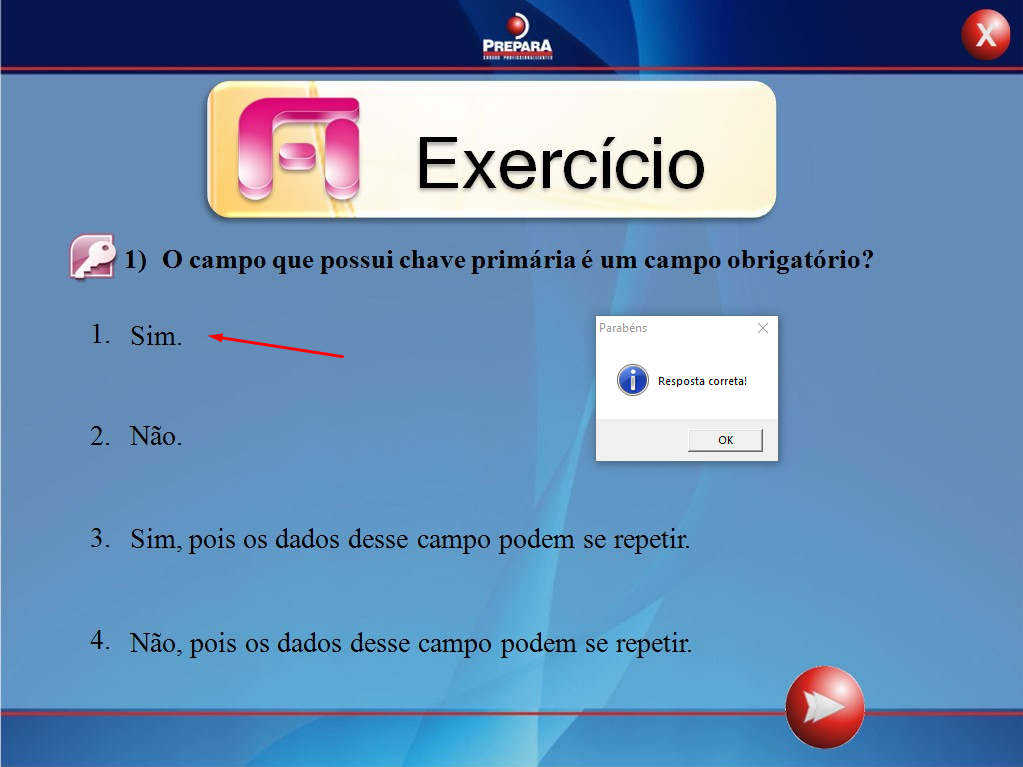 PREPARA
CURSOS PROFISSIONALIZANTES
X
Exercício
1) O campo que possui chave primária é um campo obrigatório?
1. Sim.
Parabéns
Resposta correta!
OK
2. Não.
3. Sim, pois os dados desse campo podem se repetir.
4. Não, pois os dados desse campo podem se repetir.